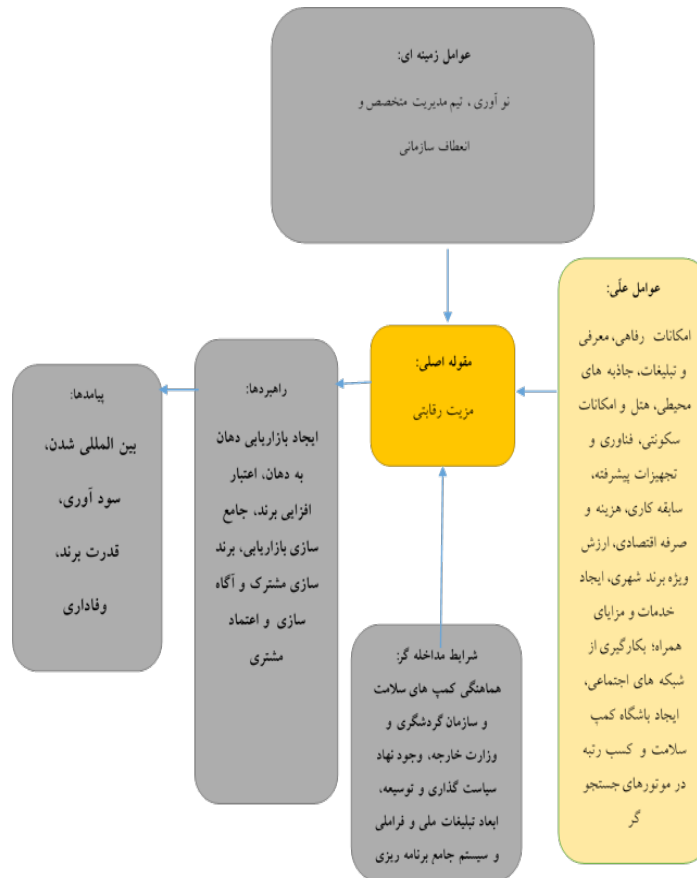 عوامل زمینه ای:
نو آوری ، تیم مدیریت متخصص و
انعطاف سازمانی
عوامل علّی:
امکانات رفاهی، معرفی
و تبلیغات، جاذبه های
محیطی، هتل و امکانات
سکونتی، فناوری و
تجهیزات پیشرفته،
سابقه کاری، هزینه و
صرفه اقتصادی، ارزش
ویژه برند شهری، ایجاد
خدمات و مزایای
همراه؛ بکارگیری از
شبکه های اجتماعی،
ایجاد باشگاه کمپ
سلامت و کسب رتبه
در موتورهای جستجو
گر
مقوله اصلی:
مزیت رقابتی
شرایط مداخله گر:
هماهنگی کمپ های سلامت
و سازمان گردشگری و
وزارت خارجه، وجود نهاد
سیاست گذاری و توسعه،
ابعاد تبلیغات ملی و فراملی
و سیستم جامع برنامه ریزی
راهبردها:
ایجاد بازاریابی دهان
به دهان، اعتبار
افزایی برند، جامع
سازی بازاریابی، برند
سازی مشترک و آگاه
سازی و اعتماد
مشتری
پیامدها:
بین المللی شدن،
سود آوری،
قدرت برند،
وفاداری